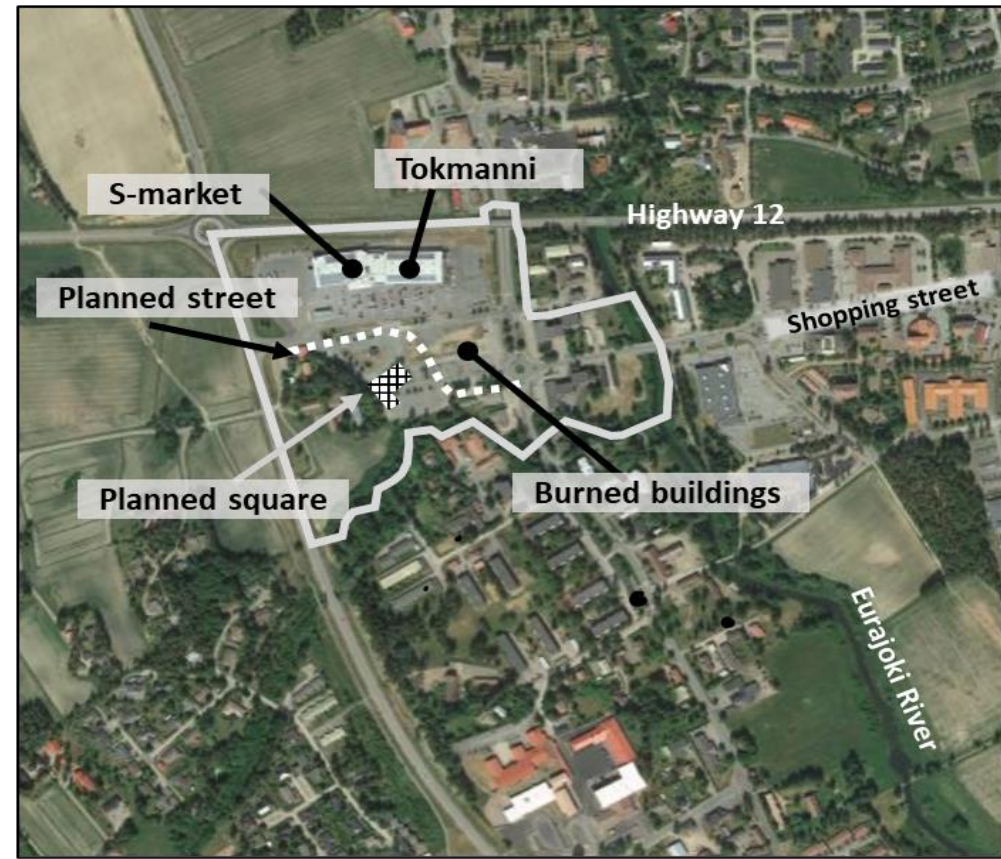 Tokmanni
S-market
Highway 12
Planned street
Shopping street
Planned square
Burned buildings
Eurajoki River